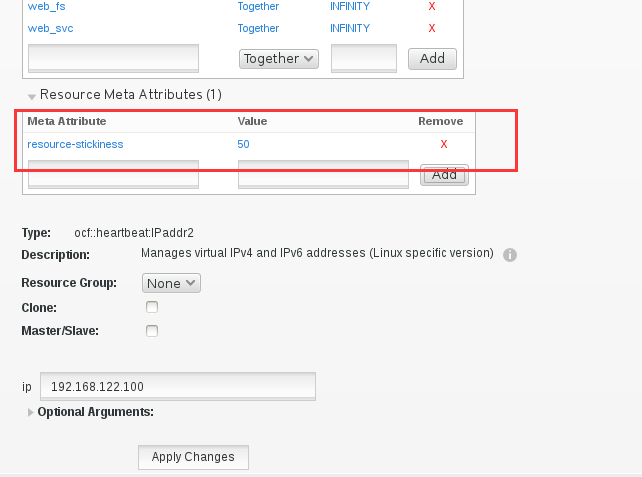 web_fs Together INFINITY X
web_svc Together INFINITY X
Together Add
Resource Meta Attributes (1)
Meta Attribute Value Remove
resource-stickiness 50 X
Add
Type: ocf::heartbeat:IPaddr2
Description: Manages virtual IPv4 and IPv6 addresses (Linux specific version) i
Resource Group: None
Clone:
Master/Slave:
ip 192.168.122.100
Optional Arguments:
Apply Changes